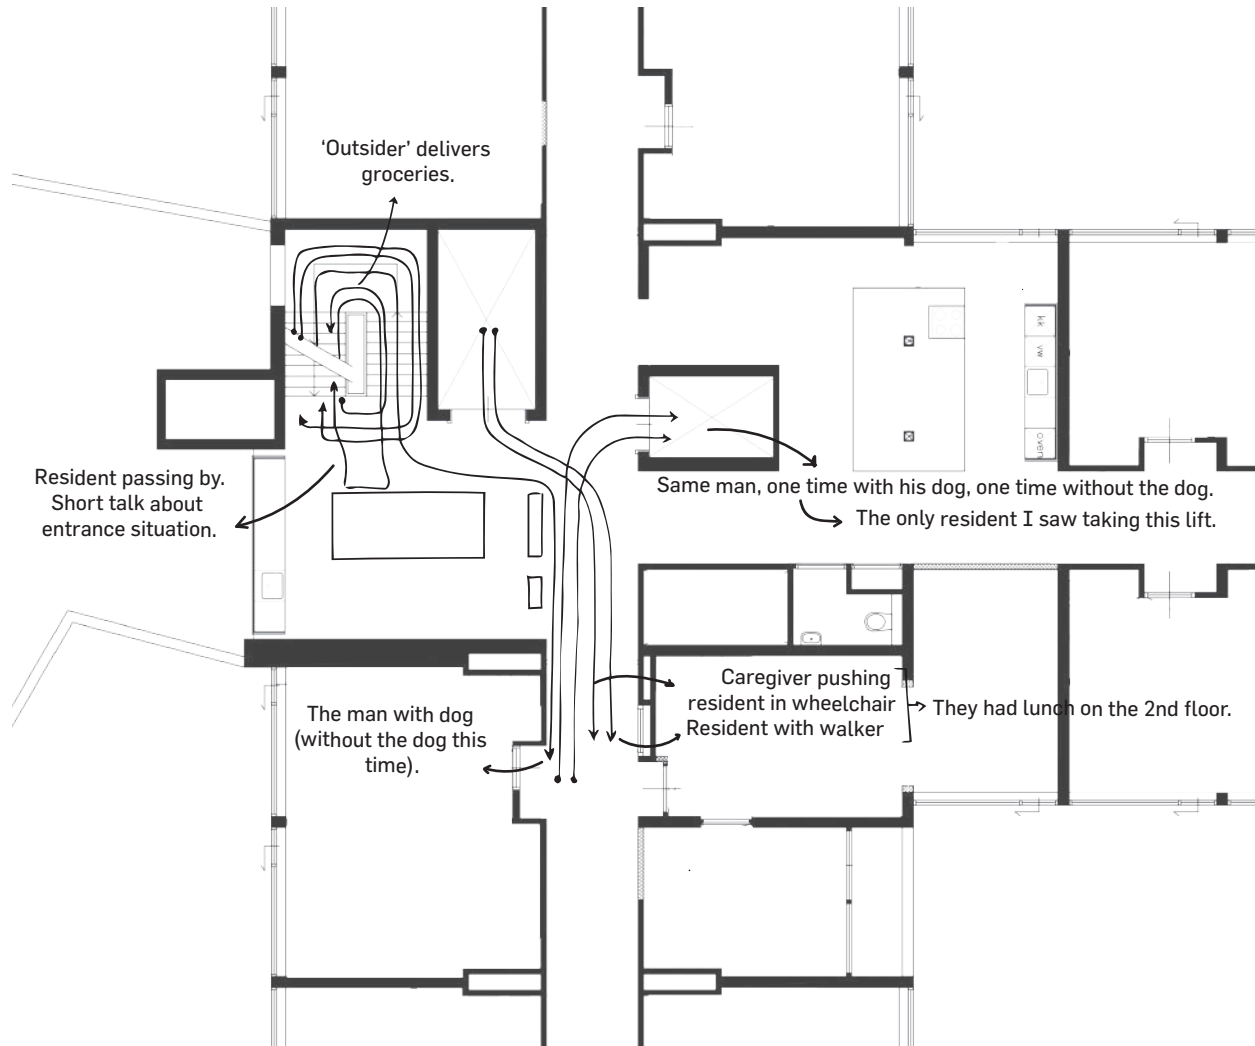 'Outsider' delivers
groceries.
kk
vw
oven
Resident passing by.
Short talk about
entrance situation.
Same man, one time with his dog, one time without the dog.
The only resident I saw taking this lift.
The man with dog
(without the dog this
time).
Caregiver pushing
resident in wheelchair
Resident with walker
They had lunch on the 2nd floor.